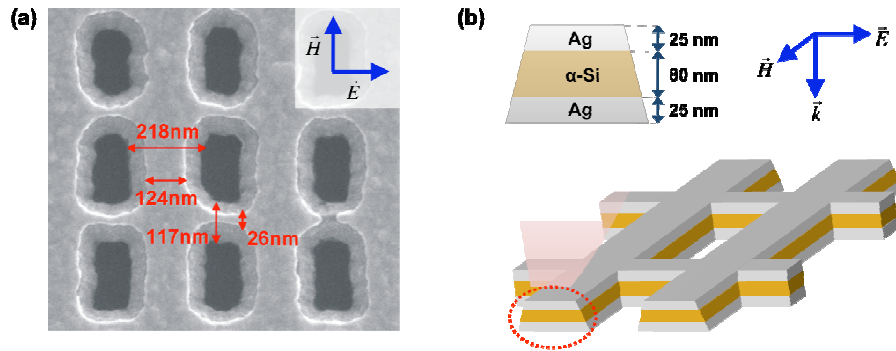 (a)
H
E
218nm
124nm
117nm
26nm
(b)
Ag
25 nm
α-Si
80 nm
Ag
25 nm
E
H
k